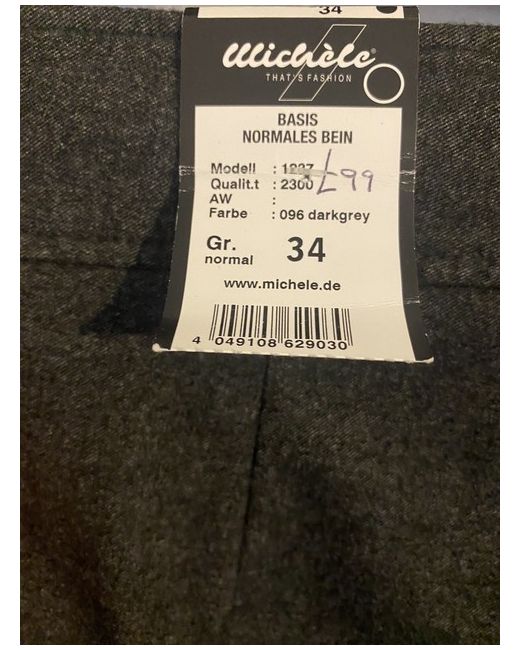 34
Michèle®
THAT'S FASHION
BASIS
NORMALES BEIN
Modell :
Qualit.t : 2300
AW :
Farbe : 096 darkgrey
Gr. 34
normal
www.michele.de
4 049108 629030